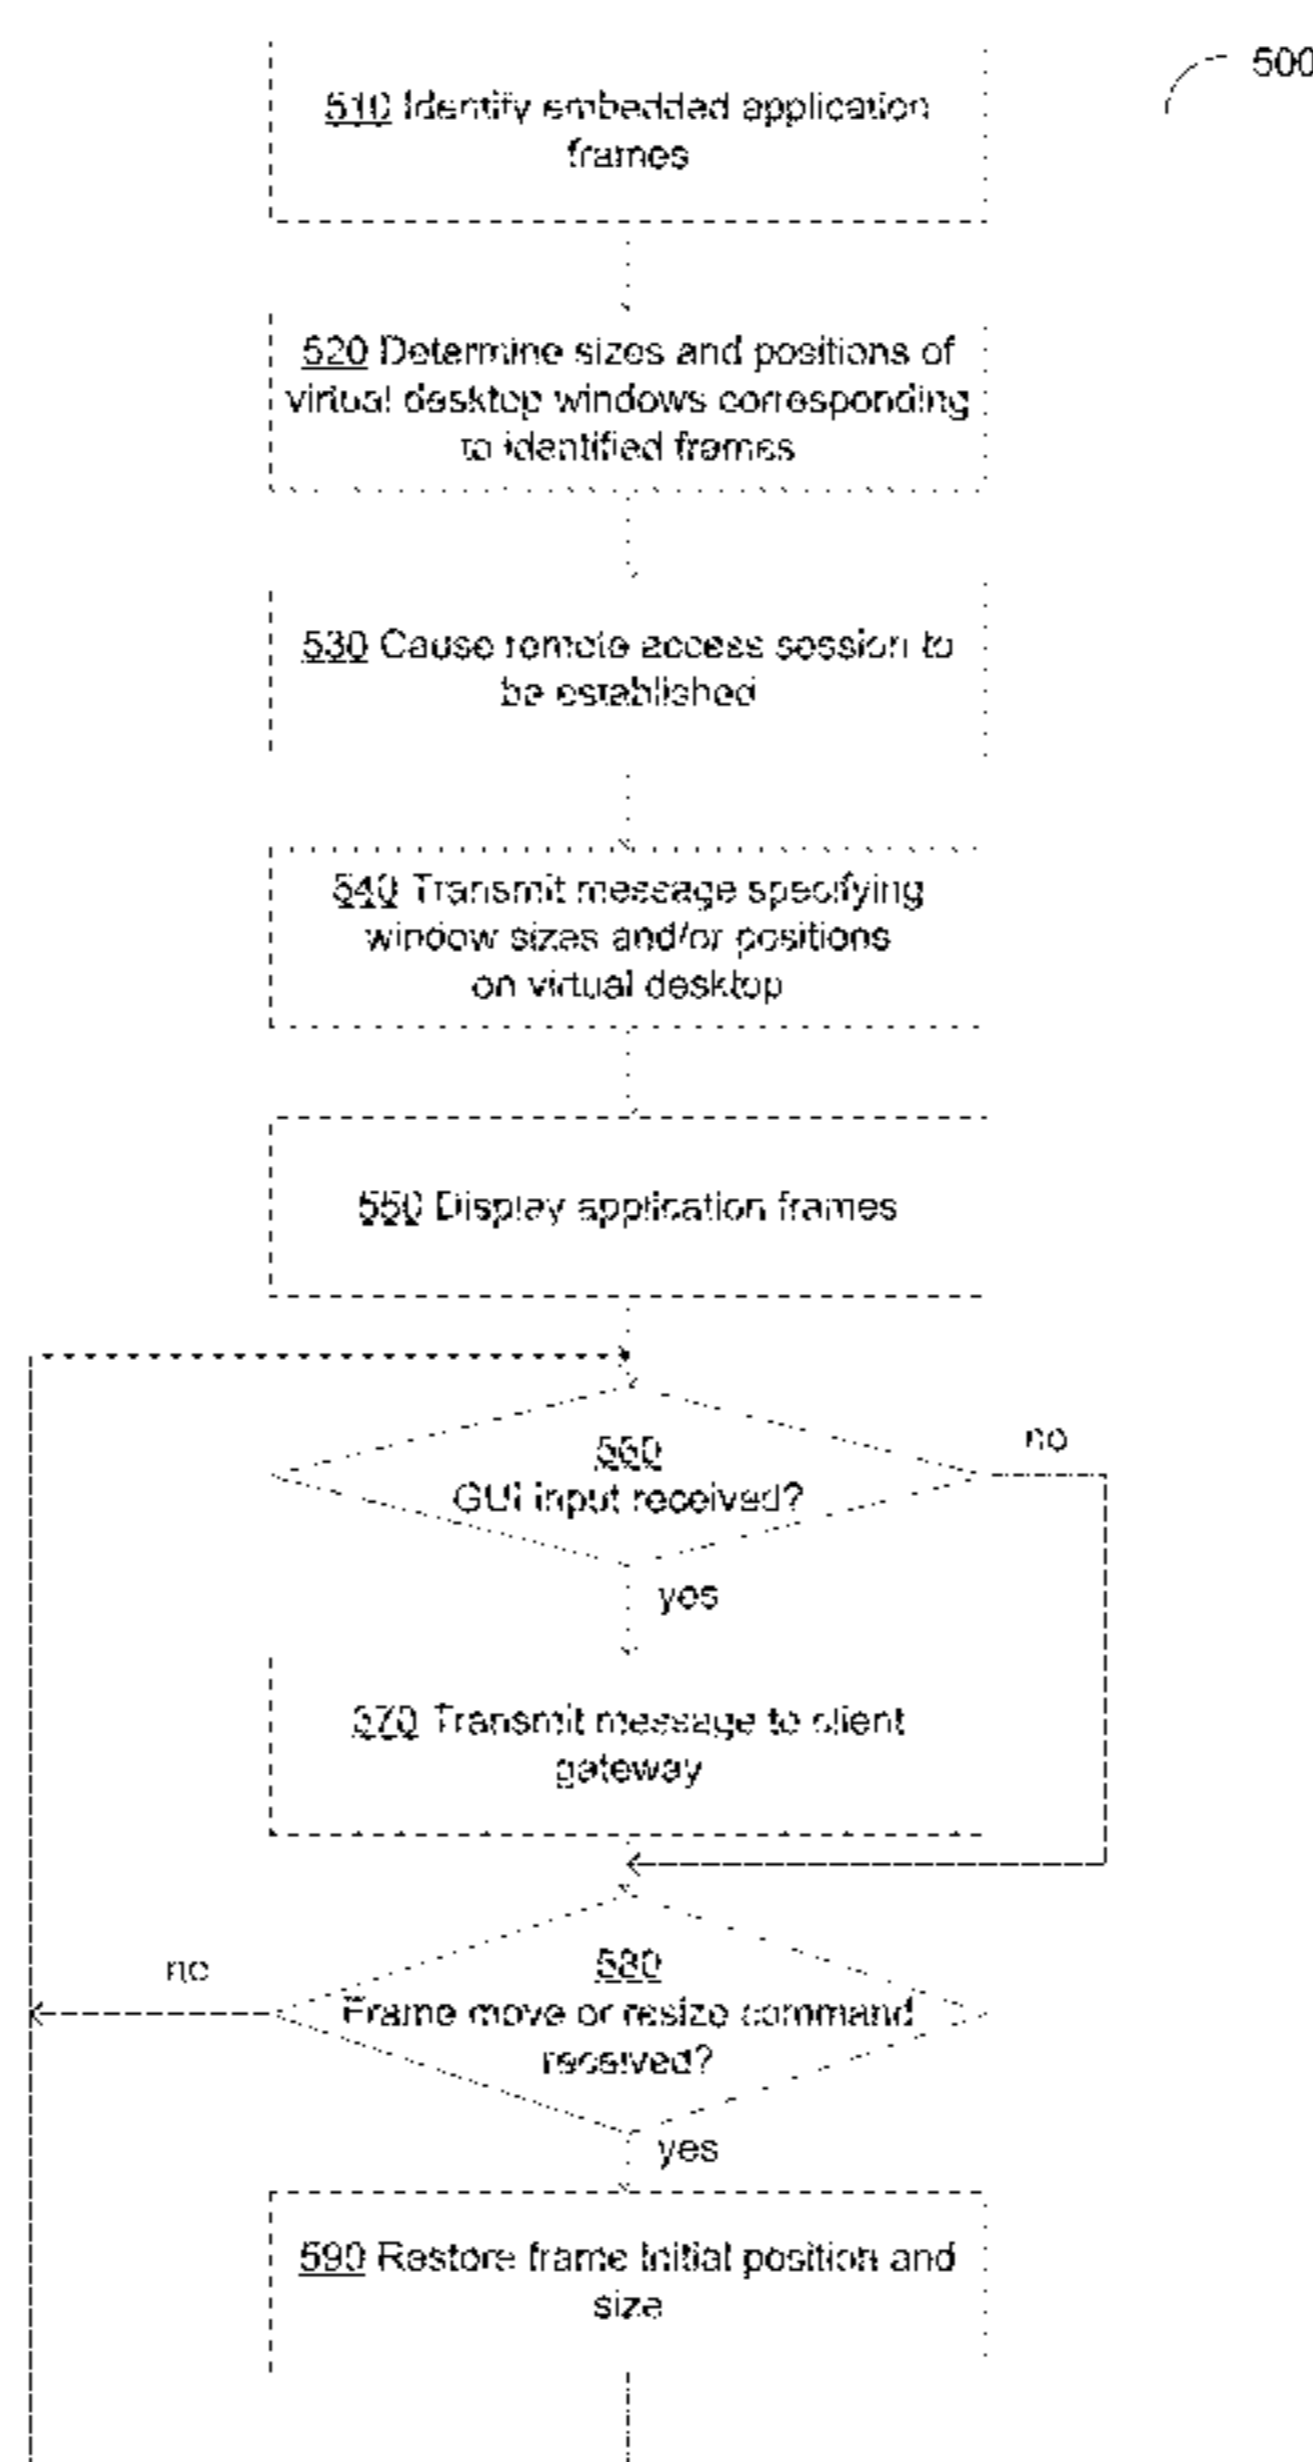 500
510 Identify embedded application
frames
520 Determine sizes and positions of
virtual desktop windows corresponding
to identified frames
530 Cause remote access session to
be established
540 Transmit message specifying
window sizes and/or positions
on virtual desktop
550 Display application frames
560
GUI input received?
no
yes
570 Transmit message to client
gateway
580
Frame move or resize command
received?
no
yes
590 Restore frame initial position and
size